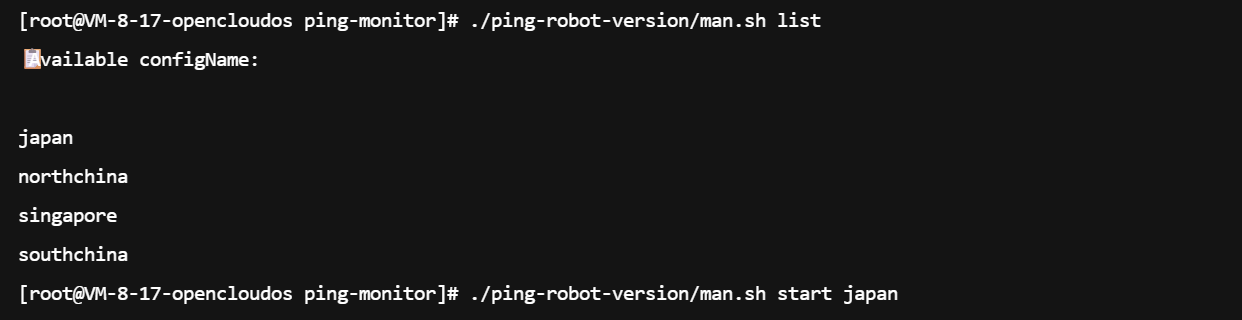 [root@VM-8-17-opencloudos ping-monitor]# ./ping-robot-version/man.sh list
📋Available configName:
japan
northchina
singapore
southchina
[root@VM-8-17-opencloudos ping-monitor]# ./ping-robot-version/man.sh start japan